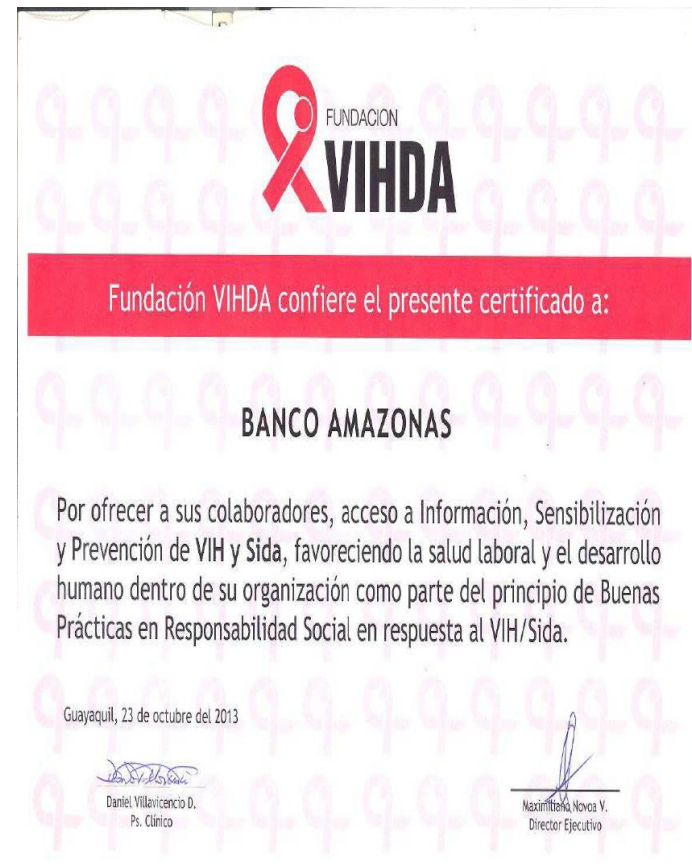 FUNDACION
VIHDA
Fundación VIHDA confiere el presente certificado a:
BANCO AMAZONAS
Por ofrecer a sus colaboradores, acceso a Información, Sensibilización
y Prevención de VIH y Sida, favoreciendo la salud laboral y el desarrollo
humano dentro de su organización como parte del principio de Buenas
Prácticas en Responsabilidad Social en respuesta al VIH/Sida.
Guayaquil, 23 de octubre del 2013
Daniel Villavicencio D.
Ps. Clínico
Maximiliano Novoa V.
Director Ejecutivo